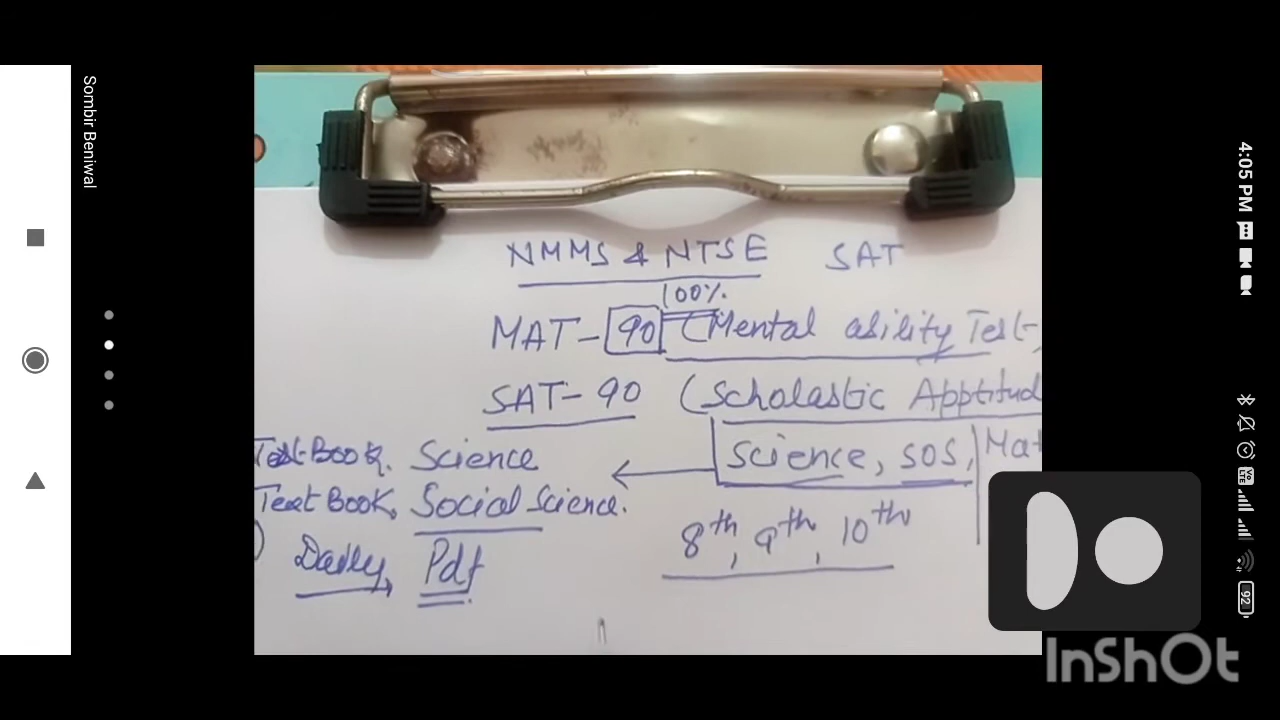 Sombir Beniwal
4:05 PM
92
NMMS & NTSE SAT
100%
MAT-90 (Mental ability Test,
SAT-90 (Scholastic Apptitud
Science, SOS, Mat
Text-Book. Science
Text Book, Social Science.
8th, 9th, 10th
Daily, Pdf
InShOt